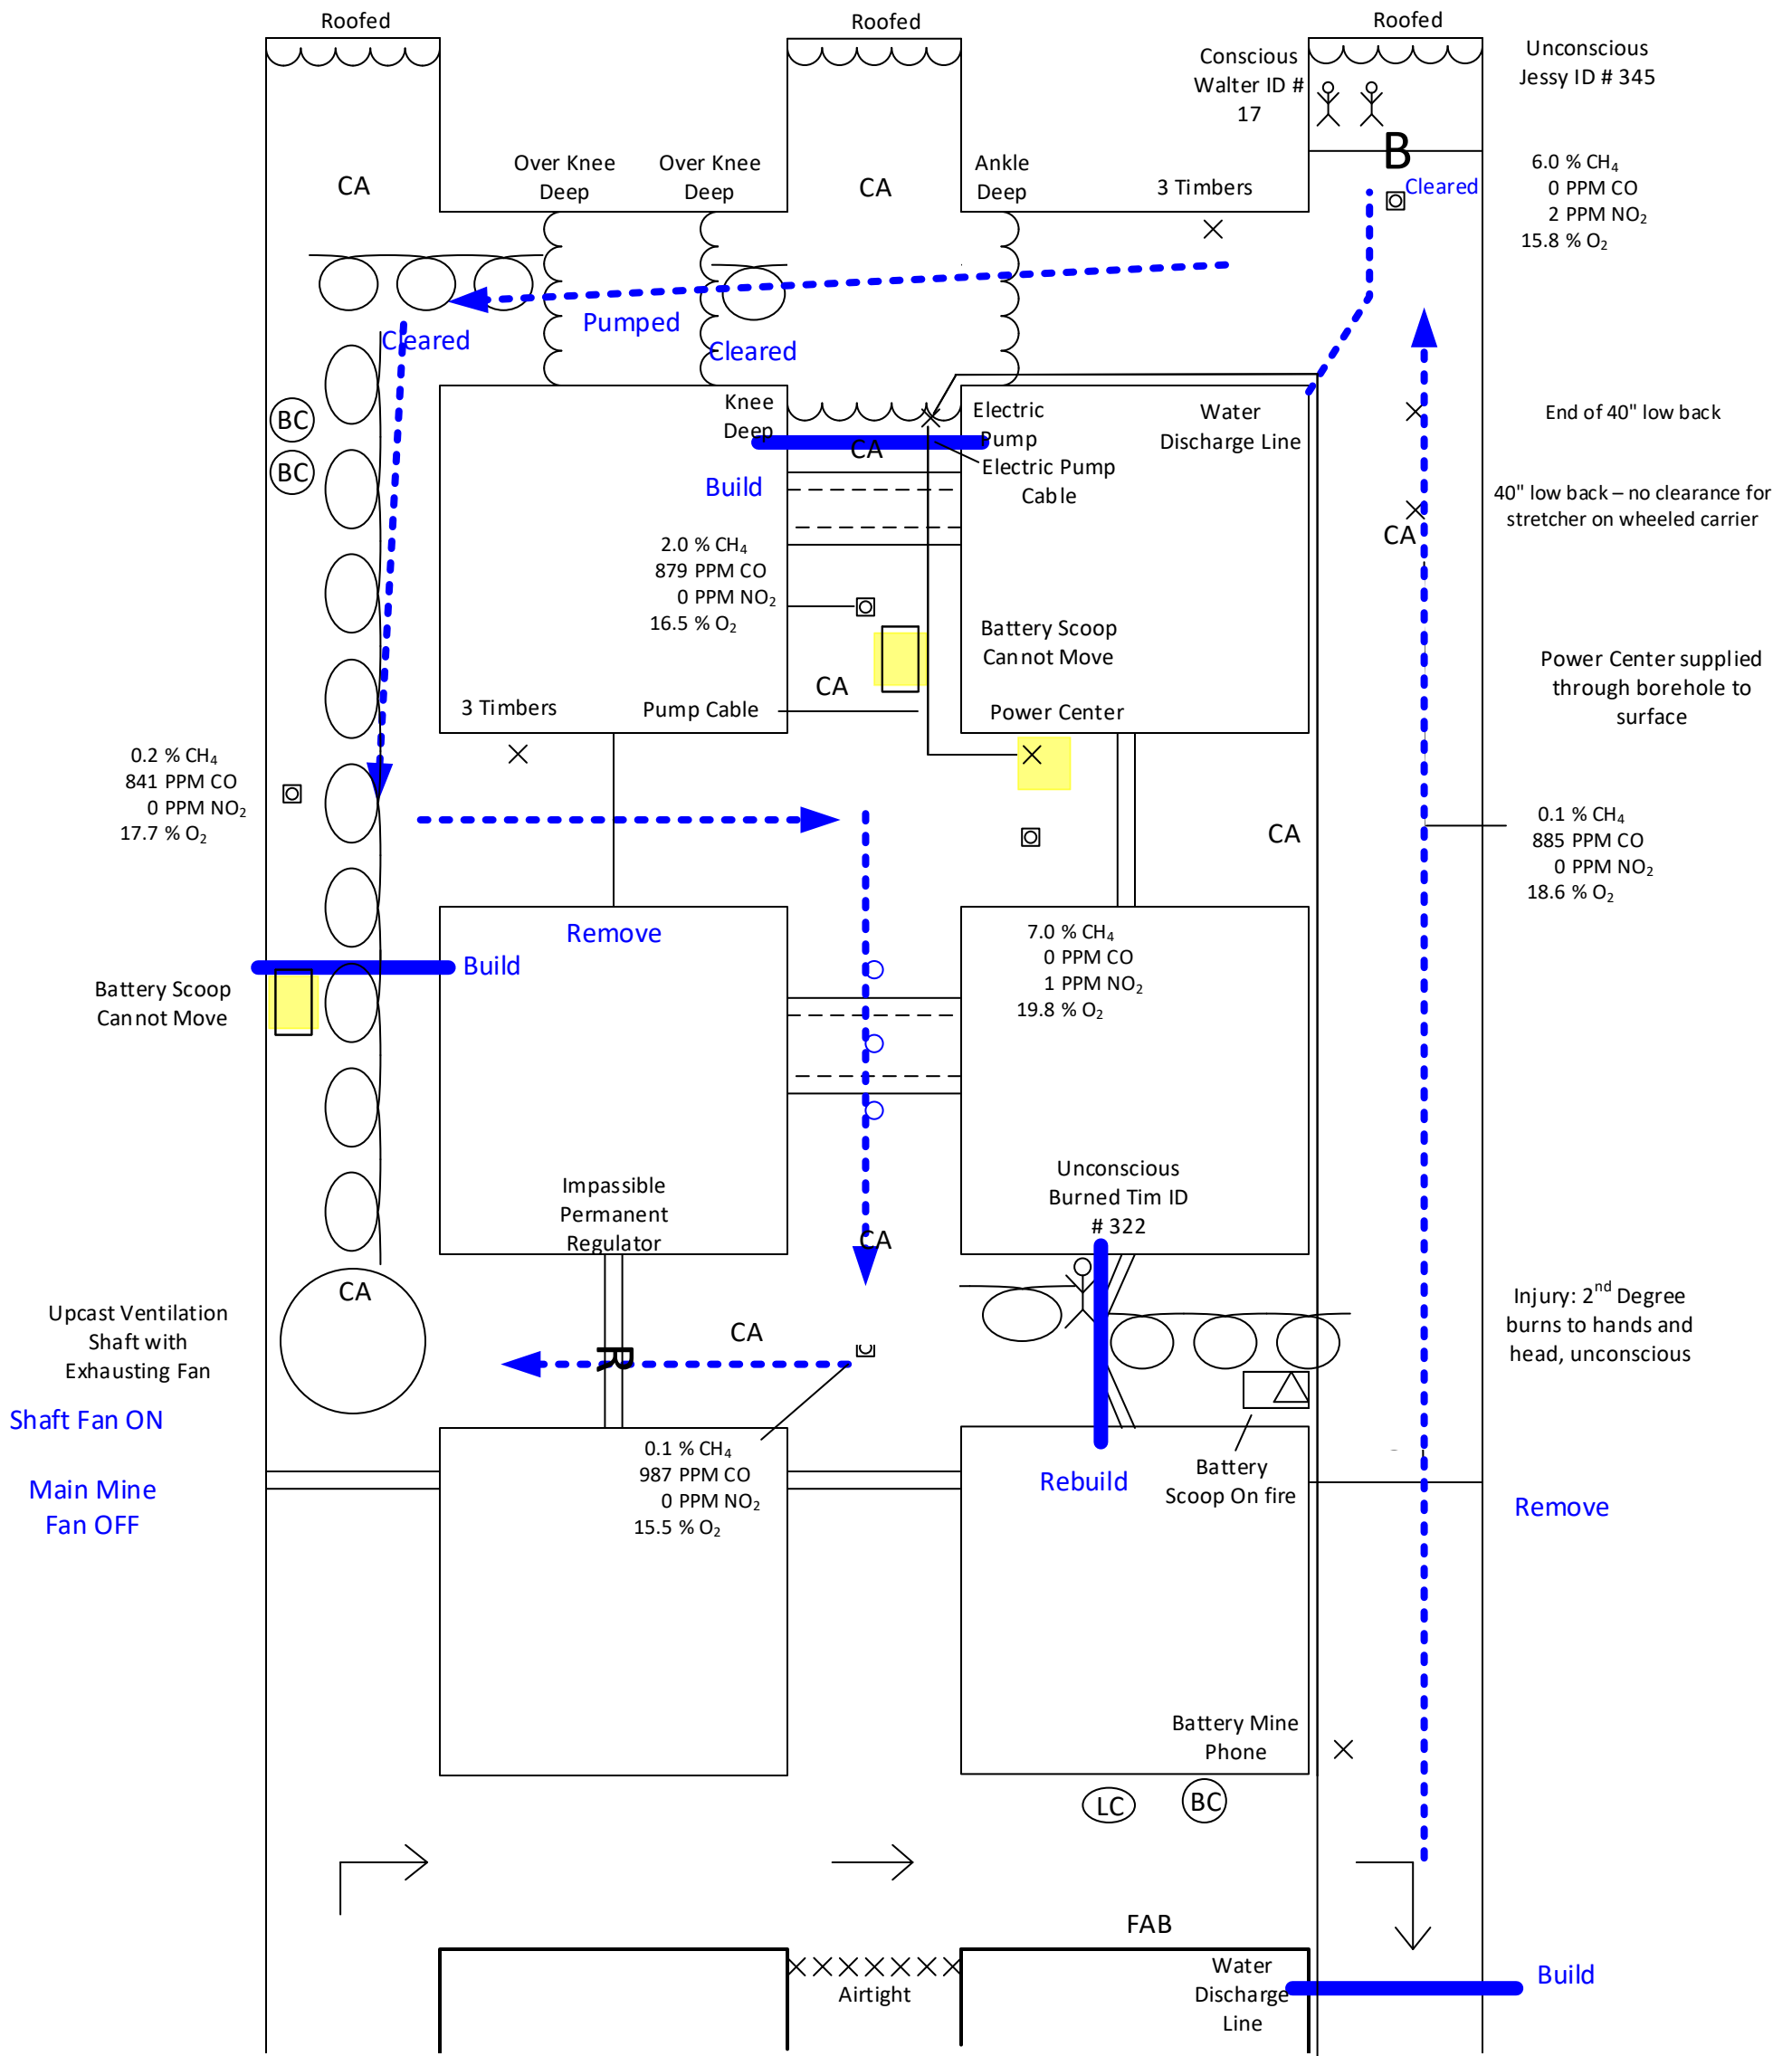 Roofed
Roofed
Roofed
Conscious
Walter ID #
17
Unconscious
Jessy ID # 345
B
Cleared
6.0 % CH₄
0 PPM CO
2 PPM NO₂
15.8 % O₂
CA
Over Knee
Deep
Over Knee
Deep
CA
Ankle
Deep
3 Timbers
Cleared
Pumped
Cleared
BC
BC
Knee
Deep
CA
Build
Electric
Pump
Electric Pump
Cable
Water
Discharge Line
End of 40" low back
40" low back – no clearance for
stretcher on wheeled carrier
CA
2.0 % CH₄
879 PPM CO
0 PPM NO₂
16.5 % O₂
Battery Scoop
Cannot Move
CA
3 Timbers
Pump Cable
Power Center
Power Center supplied
through borehole to
surface
0.2 % CH₄
841 PPM CO
0 PPM NO₂
17.7 % O₂
CA
0.1 % CH₄
885 PPM CO
0 PPM NO₂
18.6 % O₂
Remove
Build
Battery Scoop
Cannot Move
7.0 % CH₄
0 PPM CO
1 PPM NO₂
19.8 % O₂
Impassible
Permanent
Regulator
CA
Unconscious
Burned Tim ID
# 322
CA
Upcast Ventilation
Shaft with
Exhausting Fan
R
CA
Injury: 2nd Degree
burns to hands and
head, unconscious
Shaft Fan ON
Main Mine
Fan OFF
0.1 % CH₄
987 PPM CO
0 PPM NO₂
15.5 % O₂
Rebuild
Battery
Scoop On fire
Remove
Battery Mine
Phone
LC
BC
FAB
Airtight
Water
Discharge
Line
Build